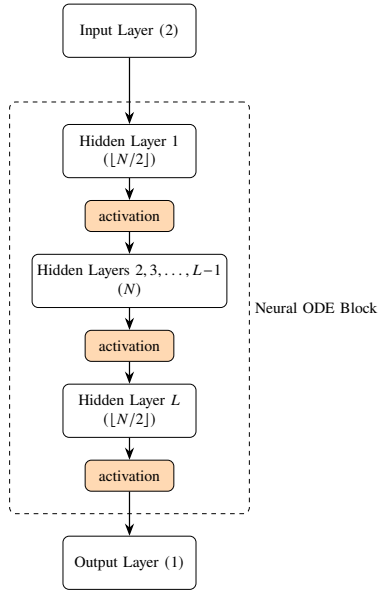 Input Layer (2)
Hidden Layer 1
(⌊N/2⌋)
activation
Hidden Layers 2, 3, . . . , L−1
(N)
Neural ODE Block
activation
Hidden Layer L
(⌊N/2⌋)
activation
Output Layer (1)